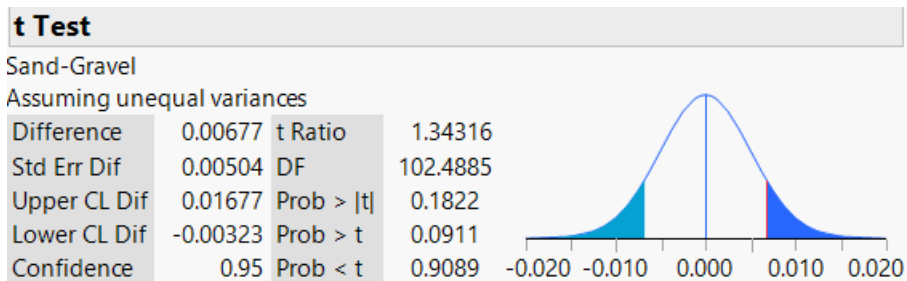 t Test
Sand-Gravel
Assuming unequal variances
Difference 0.00677 t Ratio 1.34316
Std Err Dif 0.00504 DF 102.4885
Upper CL Dif 0.01677 Prob > |t| 0.1822
Lower CL Dif -0.00323 Prob > t 0.0911
Confidence 0.95 Prob < t 0.9089
-0.020 -0.010 0.000 0.010 0.020